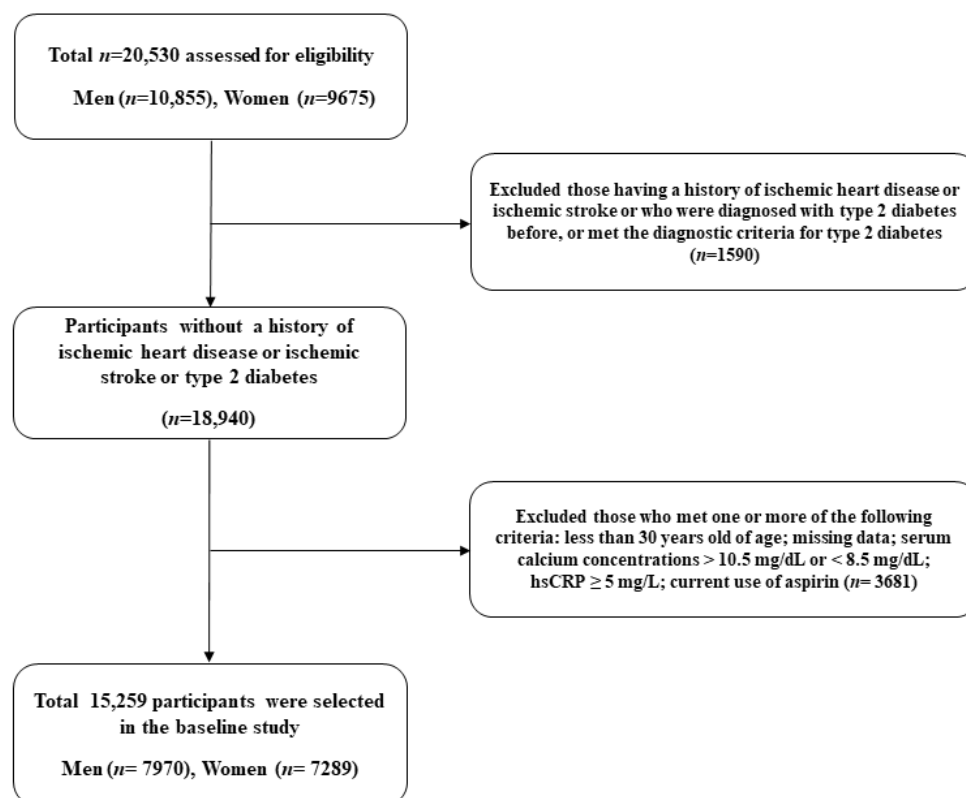 Total n=20,530 assessed for eligibility
Men (n=10,855), Women (n=9675)
Excluded those having a history of ischemic heart disease or
ischemic stroke or who were diagnosed with type 2 diabetes
before, or met the diagnostic criteria for type 2 diabetes
(n=1590)
Participants without a history of
ischemic heart disease or ischemic
stroke or type 2 diabetes
(n=18,940)
Excluded those who met one or more of the following
criteria: less than 30 years old of age; missing data; serum
calcium concentrations > 10.5 mg/dL or < 8.5 mg/dL;
hsCRP ≥ 5 mg/L; current use of aspirin (n= 3681)
Total 15,259 participants were selected
in the baseline study
Men (n= 7970), Women (n= 7289)